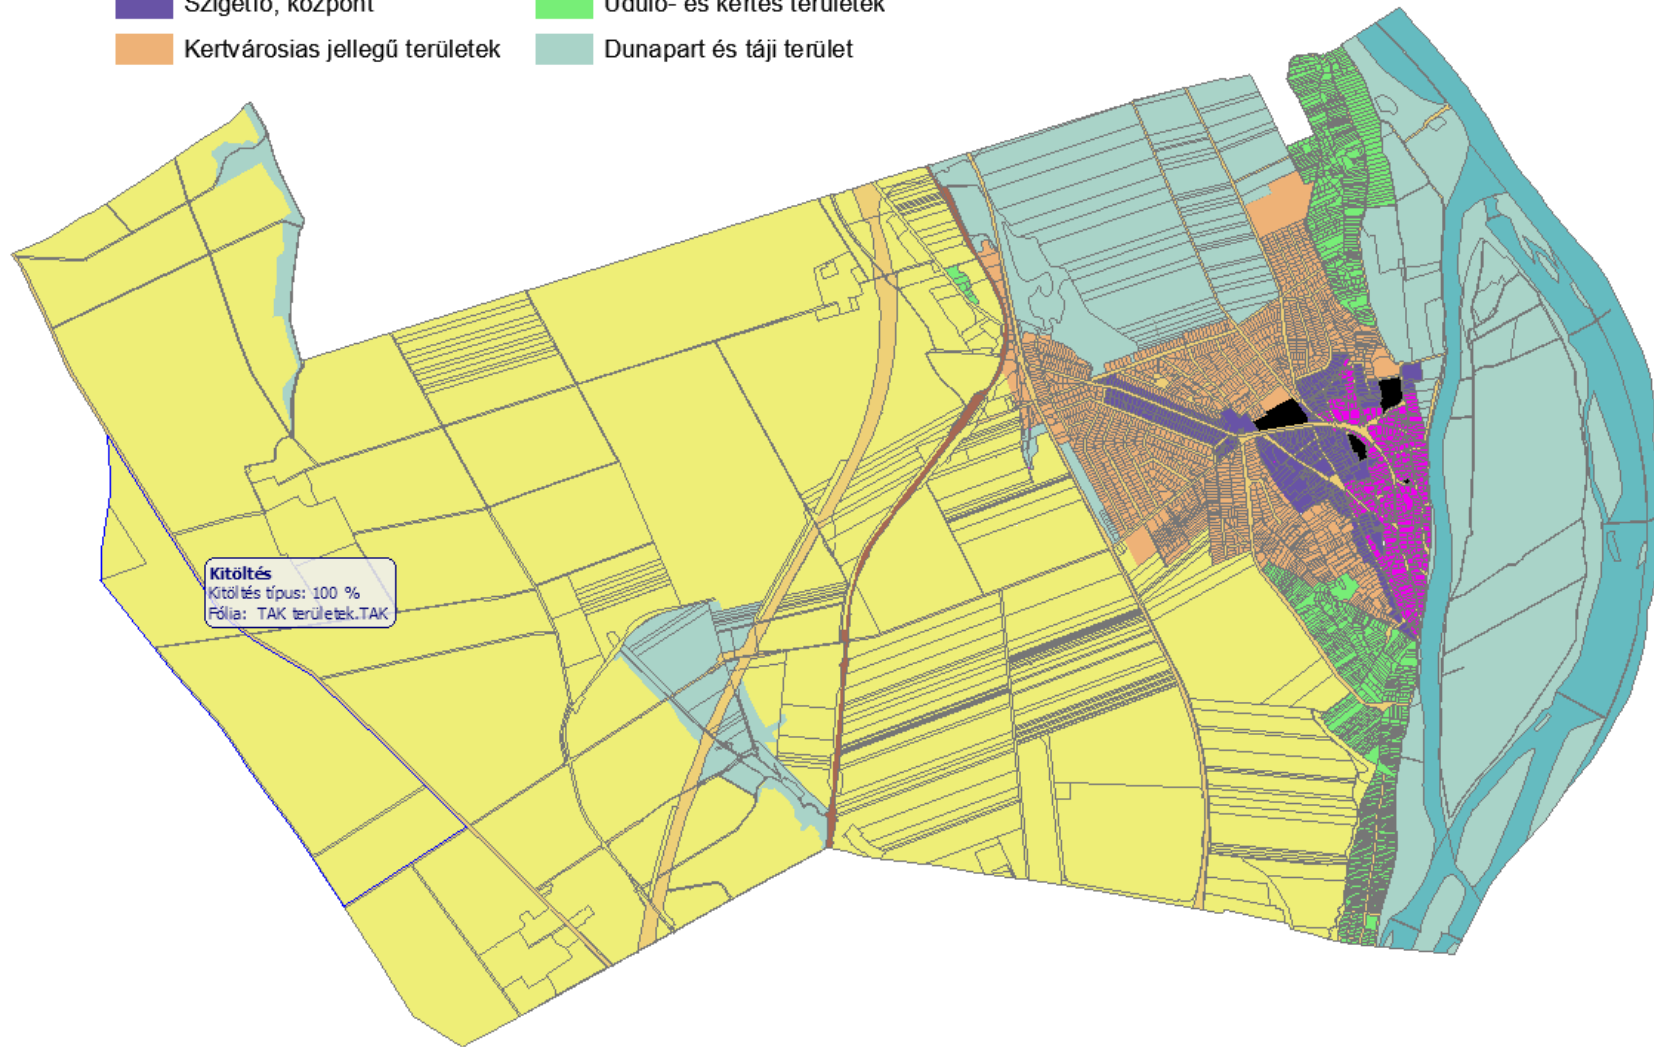 Szigetfő, központ
Üdülő- és kertes területek
Kertvárosias jellegű területek
Dunapart és táji terület
Kitöltés
Kitöltés típus: 100 %
Fólia: TAK területek.TAK